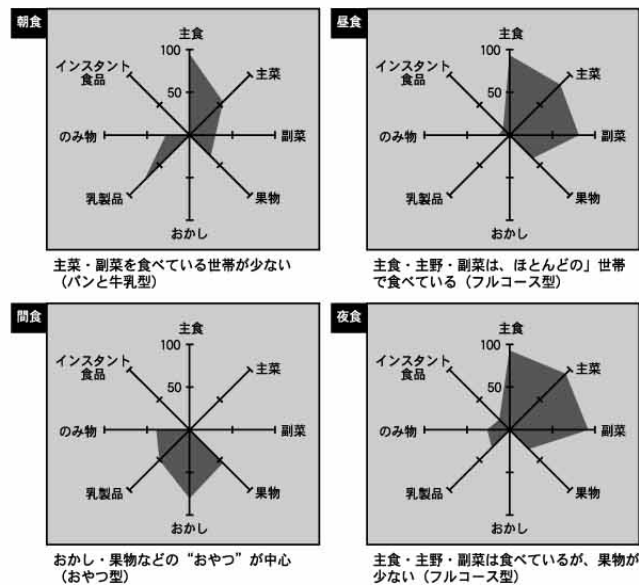 朝食
主食
100
50
主菜
副菜
果物
おかし
乳製品
のみ物
インスタント
食品
主菜・副菜を食べている世帯が少ない
(パンと牛乳型)
昼食
主食
100
50
主菜
副菜
果物
おかし
乳製品
のみ物
インスタント
食品
主食・主野・副菜は、ほとんどの」世帯
で食べている(フルコース型)
間食
主食
100
50
主菜
副菜
果物
おかし
乳製品
のみ物
インスタント
食品
おかし・果物などの“おやつ”が中心
(おやつ型)
夜食
主食
100
50
主菜
副菜
果物
おかし
乳製品
のみ物
インスタント
食品
主食・主野・副菜は食べているが、果物が
少ない(フルコース型)